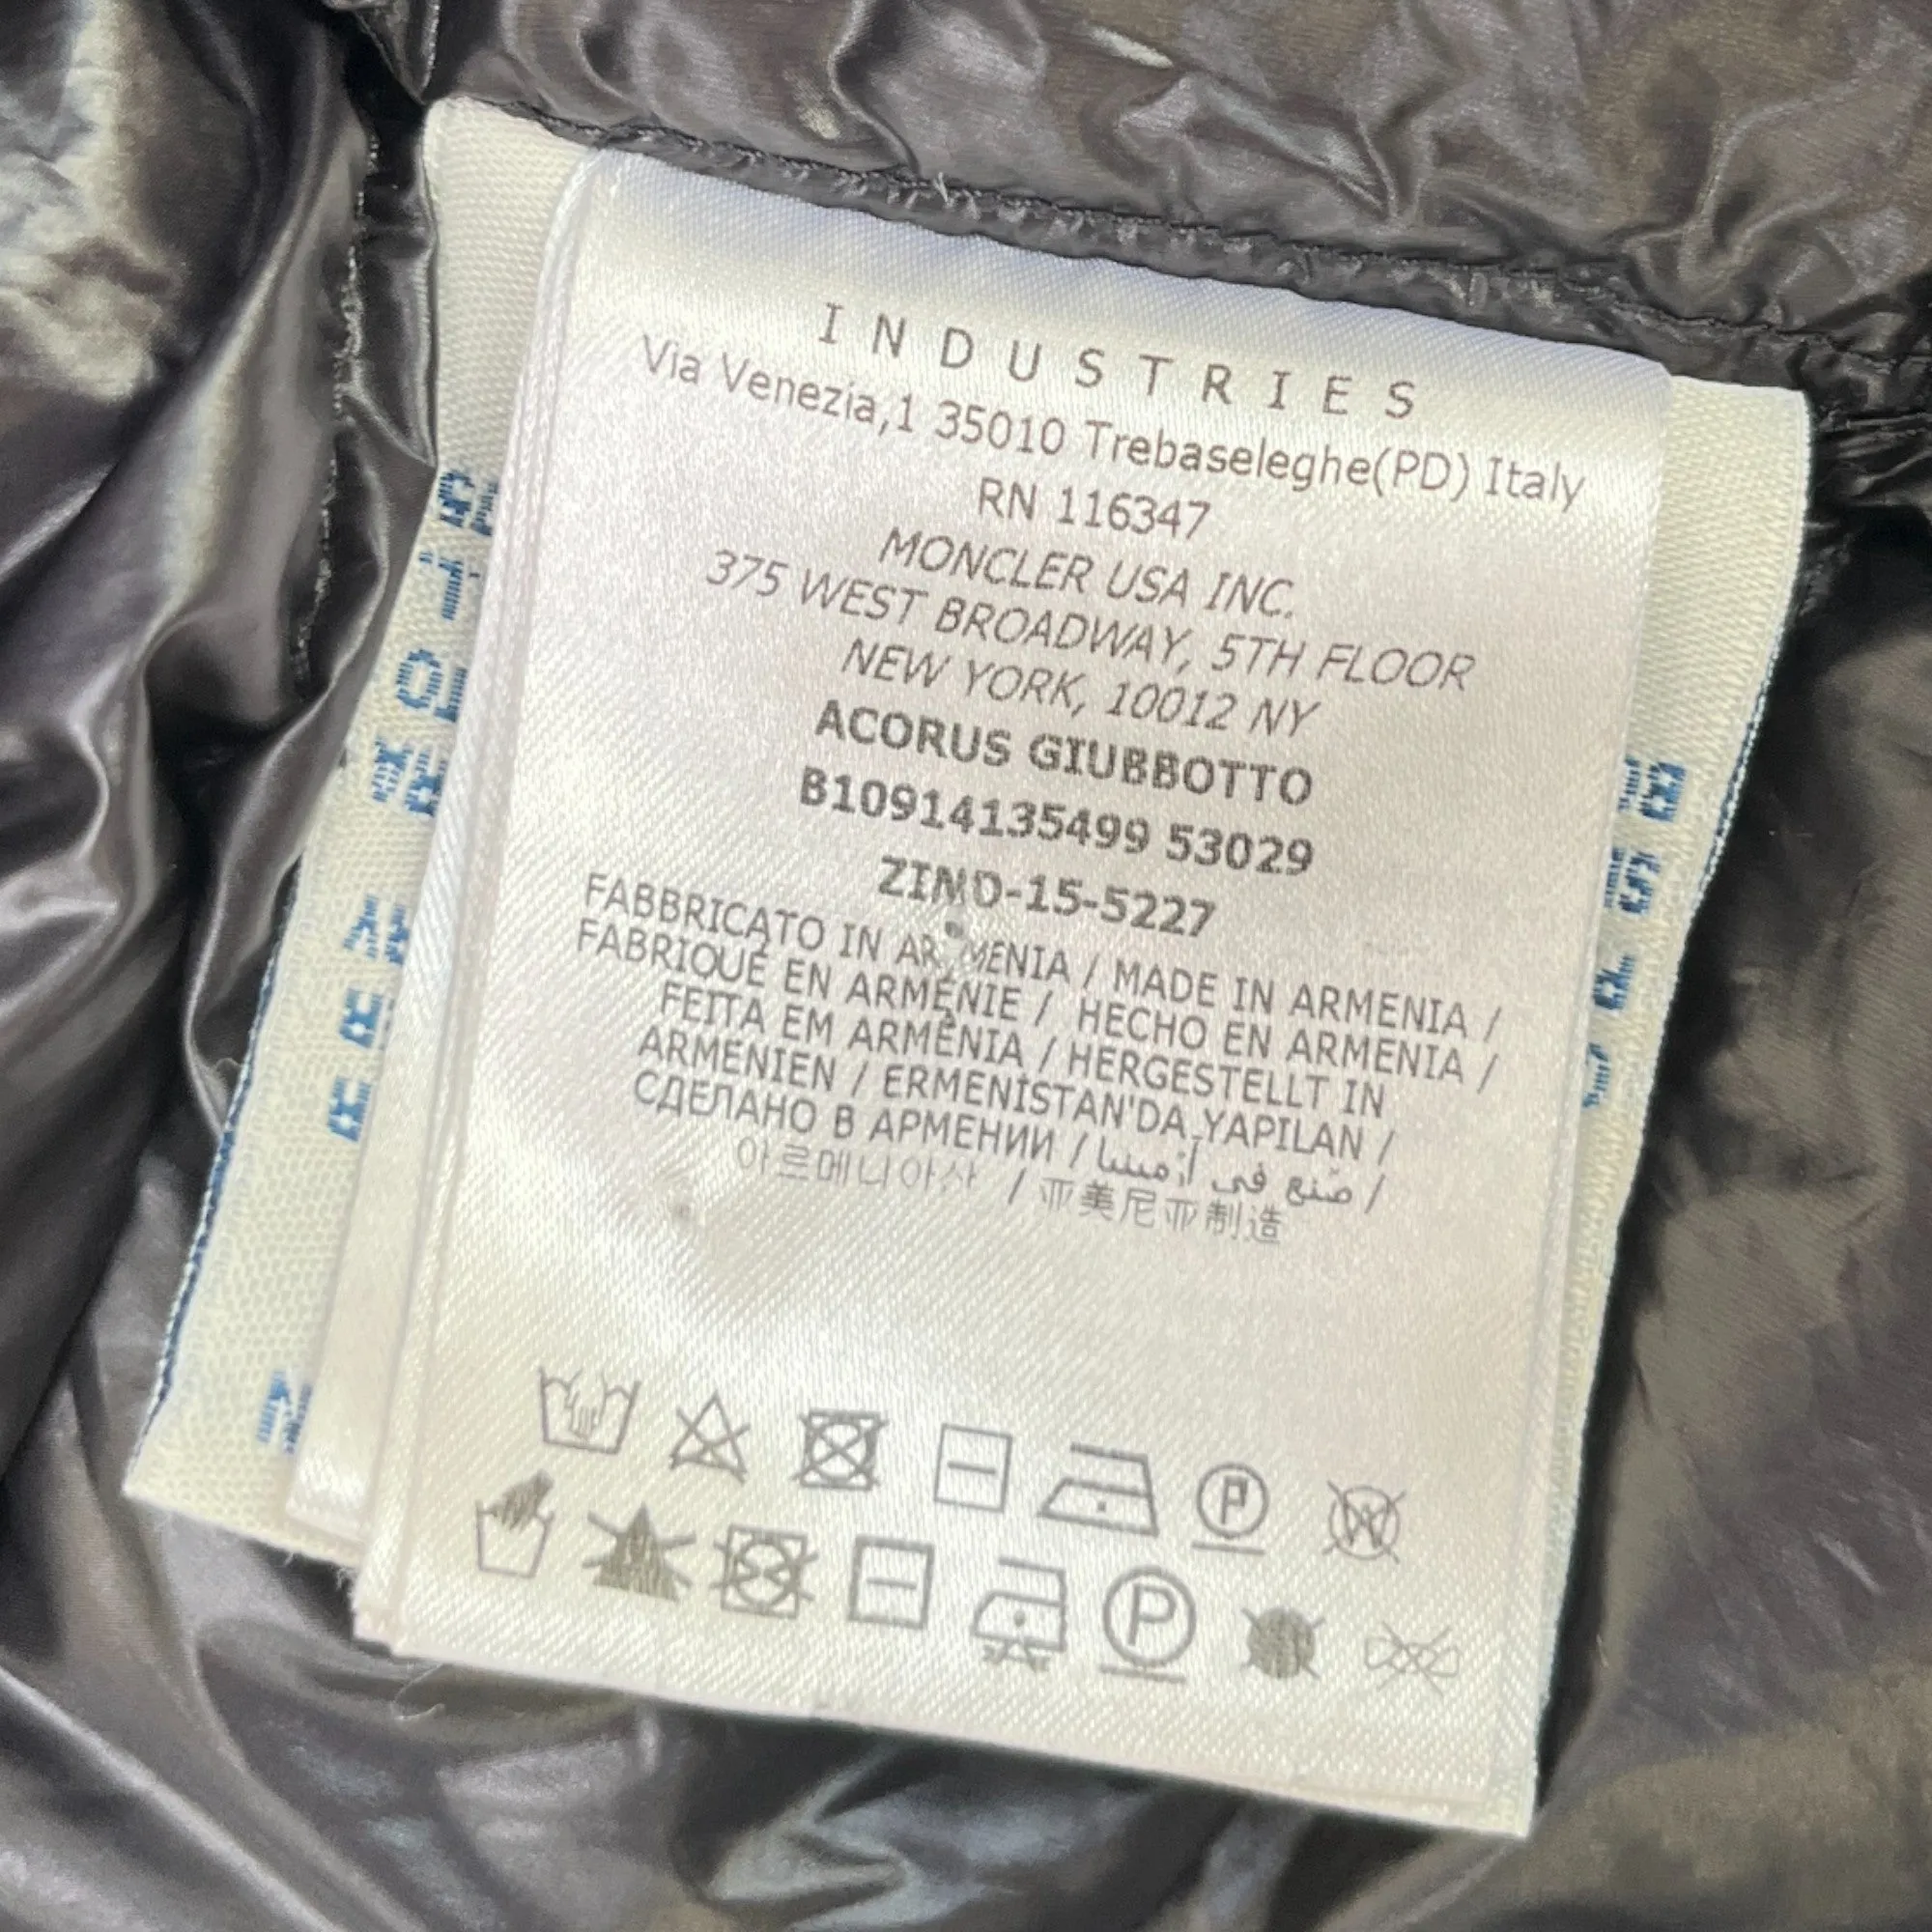 INDUSTRIES
Via Venezia,1 35010 Trebaseleghe(PD) Italy
RN 116347
MONCLER USA INC.
375 WEST BROADWAY, 5TH FLOOR
NEW YORK, 10012 NY
ACORUS GIUBBOTTO
B10914135499 53029
ZIMO-15-5227
FABBRICATO IN ARMENIA / MADE IN ARMENIA /
FABRIQUÉ EN ARMÉNIE / HECHO EN ARMENIA /
FEITA EM ARMÊNIA / HERGESTELLT IN
ARMENIEN / ERMENİSTAN'DA YAPILAN /
СДЕЛАНО В АРМЕНИИ / صنع في أرمينيا /
아르메니아산 / 亚美尼亚制造
P W
P